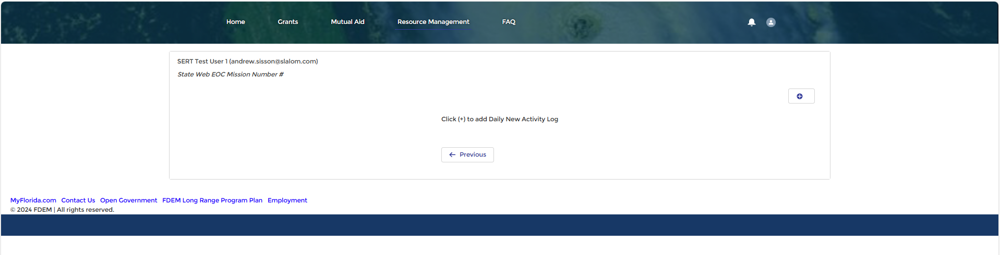 Home Grants Mutual Aid Resource Management FAQ
SERT Test User 1 (andrew.sisson@slalom.com)
State Web EOC Mission Number #
Click (+) to add Daily New Activity Log
← Previous
MyFlorida.com Contact Us Open Government FDEM Long Range Program Plan Employment
© 2024 FDEM | All rights reserved.